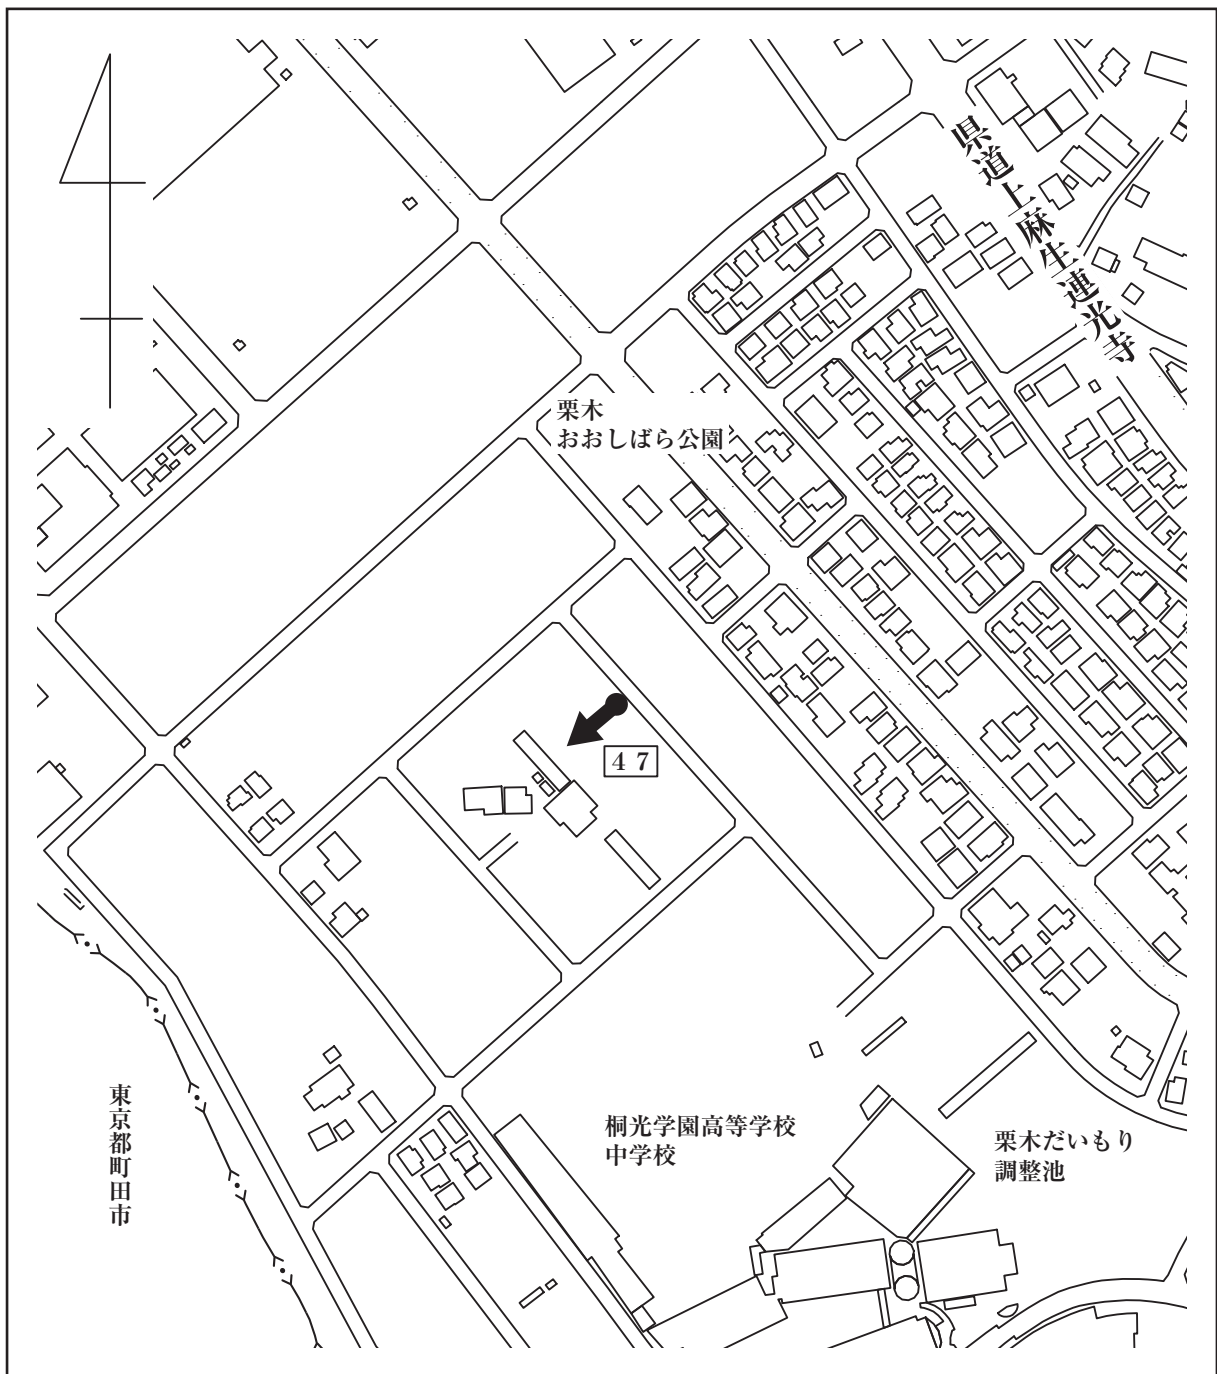 県道上麻生連光寺
栗木
おおしばら公園
47
東京都町田市
桐光学園高等学校
中学校
栗木だいもり
調整池